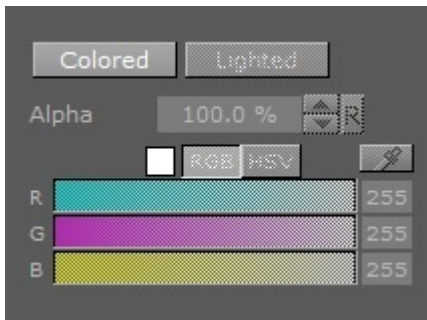 Colored Lighted
Alpha 100.0 % R
RGB HSV
R 255
G 255
B 255